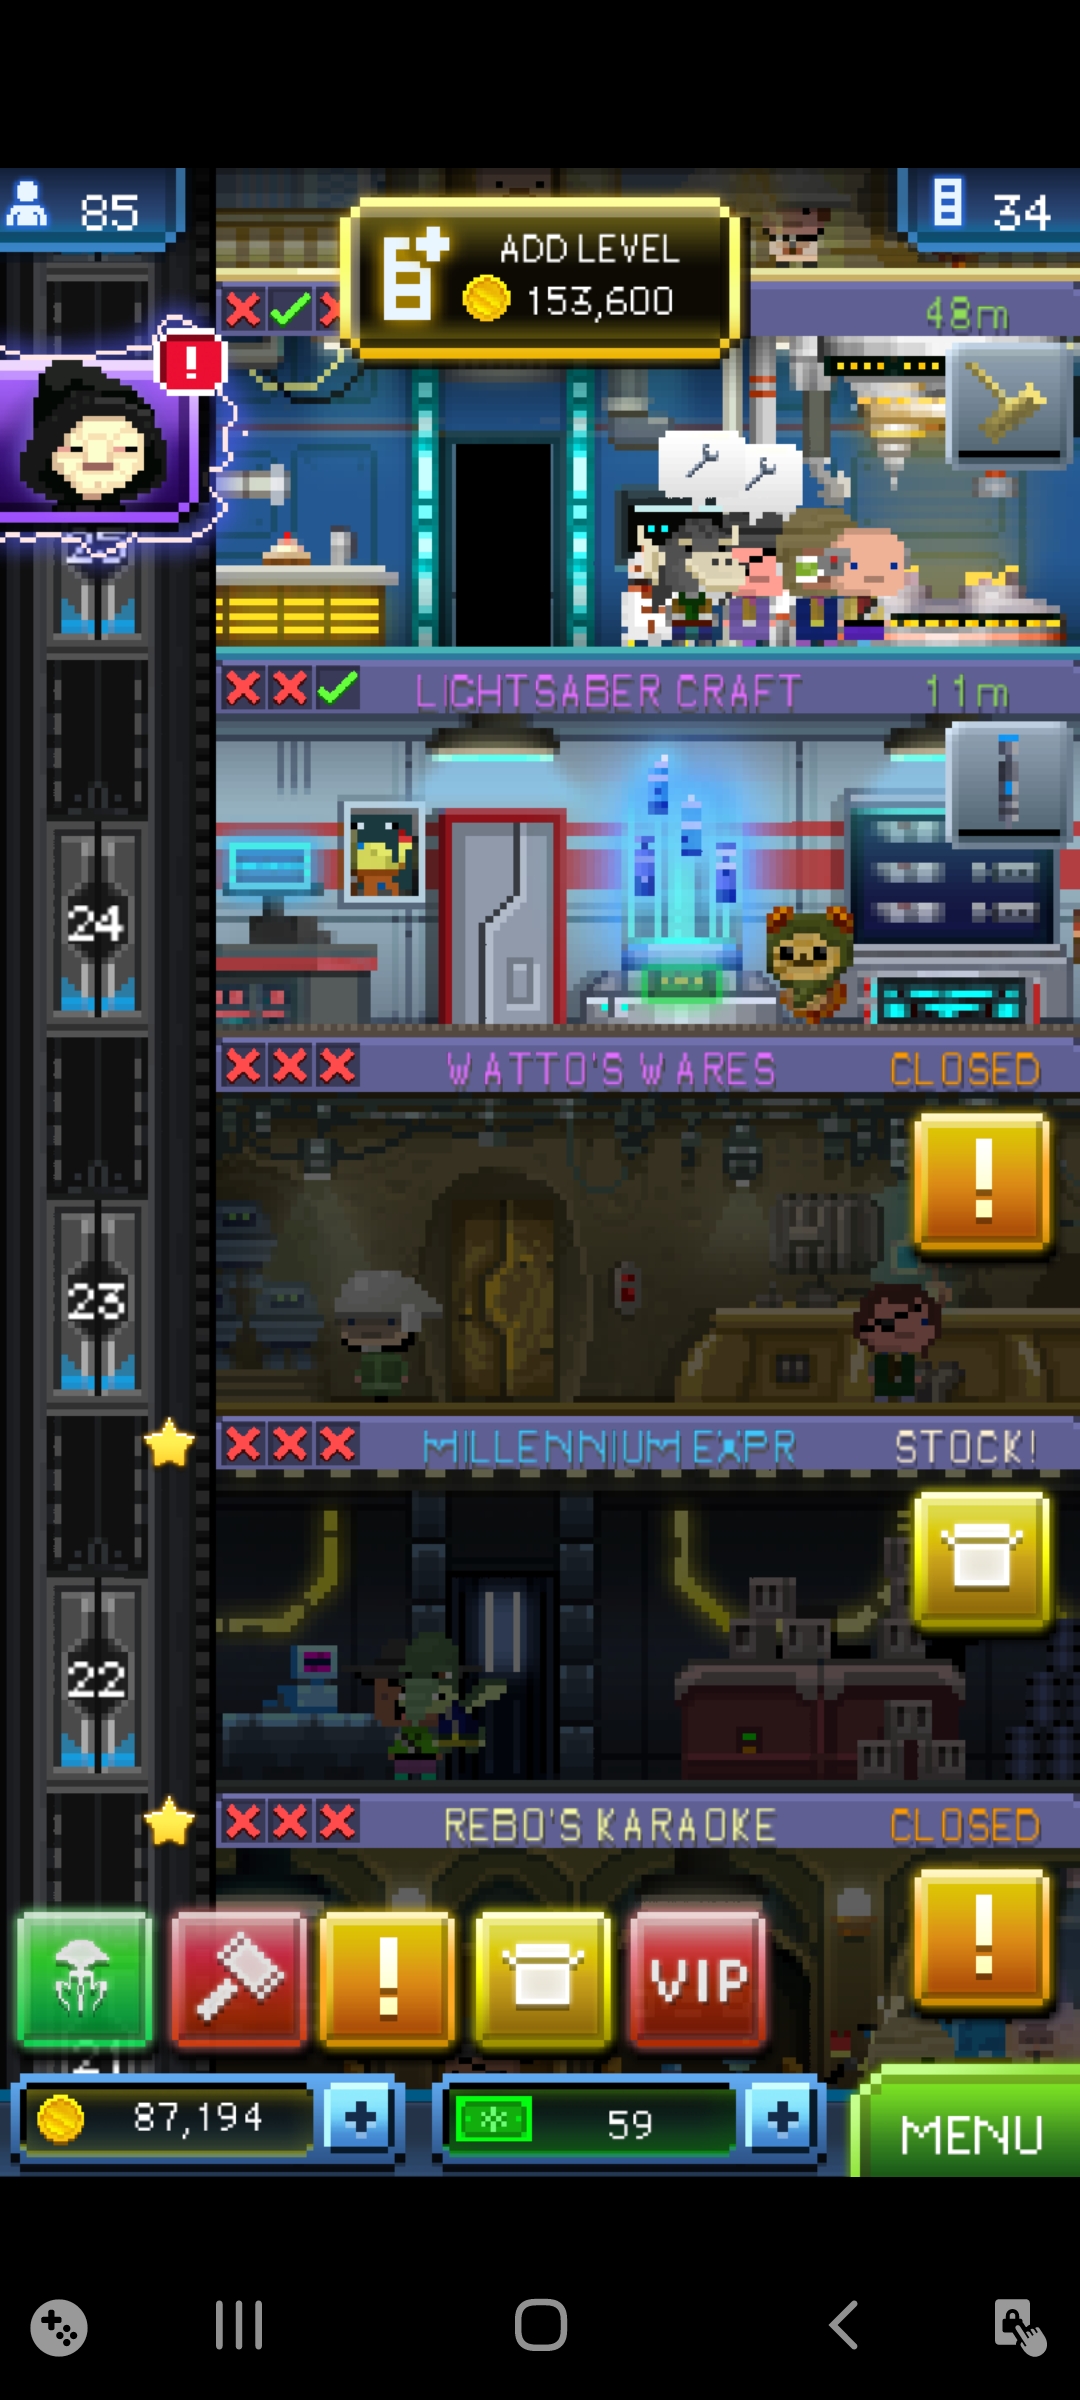 85
ADD LEVEL
153,600
34
48m
!
25
LIGHTSABER CRAFT
11m
24
WATTO'S WARES
CLOSED
!
23
MILLENNIUM EXPR
STOCK!
22
REBO'S KARAOKE
CLOSED
!
!
VIP
21
87,194
+
59
+
MENU